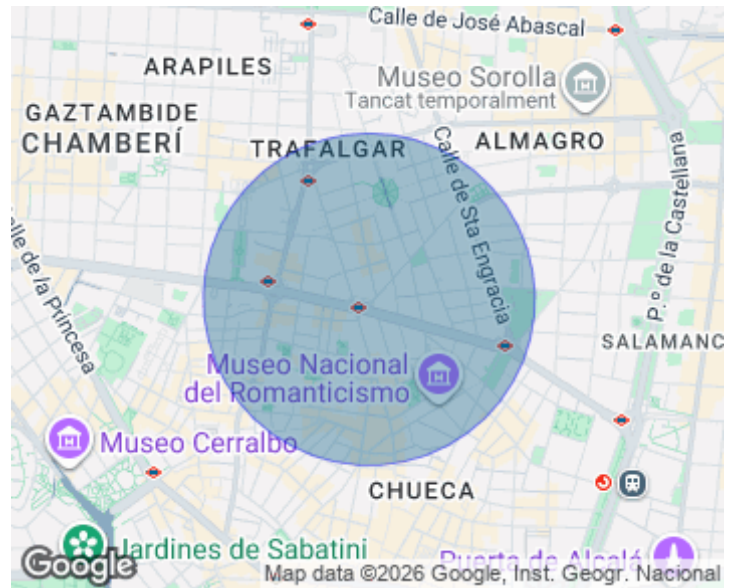 Calle de José Abascal
ARAPILES
Museo Sorolla
Tancat temporalment
GAZTAMBIDE
CHAMBERÍ
TRAFALGAR
ALMAGRO
Calle de Sta Engracia
P.º de la Castellana
alle de la Princesa
SALAMANC
Museo Nacional
del Romanticismo
Museo Cerralbo
CHUECA
Jardines de Sabatini
Puerta de Alcalá
Google
Map data ©2026 Google, Inst. Geogr. Nacional